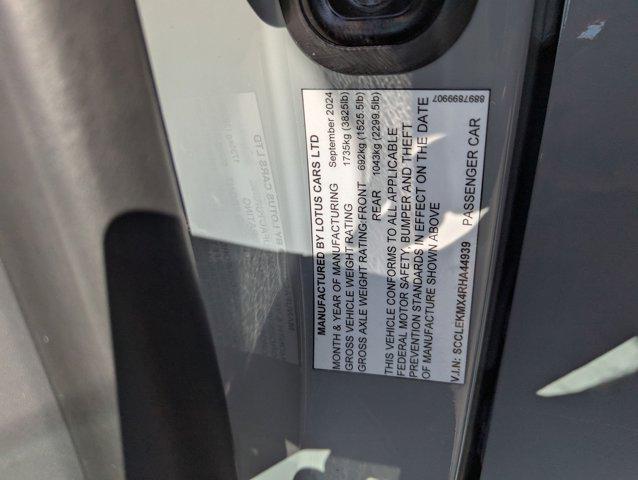 MANUFACTURED BY LOTUS CARS LTD
MONTH & YEAR OF MANUFACTURING September 2024
GROSS VEHICLE WEIGHT RATING 1735kg (3825lb)
GROSS AXLE WEIGHT RATING-FRONT 692kg (1525.5lb)
REAR 1043kg (2299.5lb)
THIS VEHICLE CONFORMS TO ALL APPLICABLE
FEDERAL MOTOR SAFETY, BUMPER AND THEFT
PREVENTION STANDARDS IN EFFECT ON THE DATE
OF MANUFACTURE SHOWN ABOVE
V.I.N: SCCLEKMX4RHA44939 PASSENGER CAR
8897899907